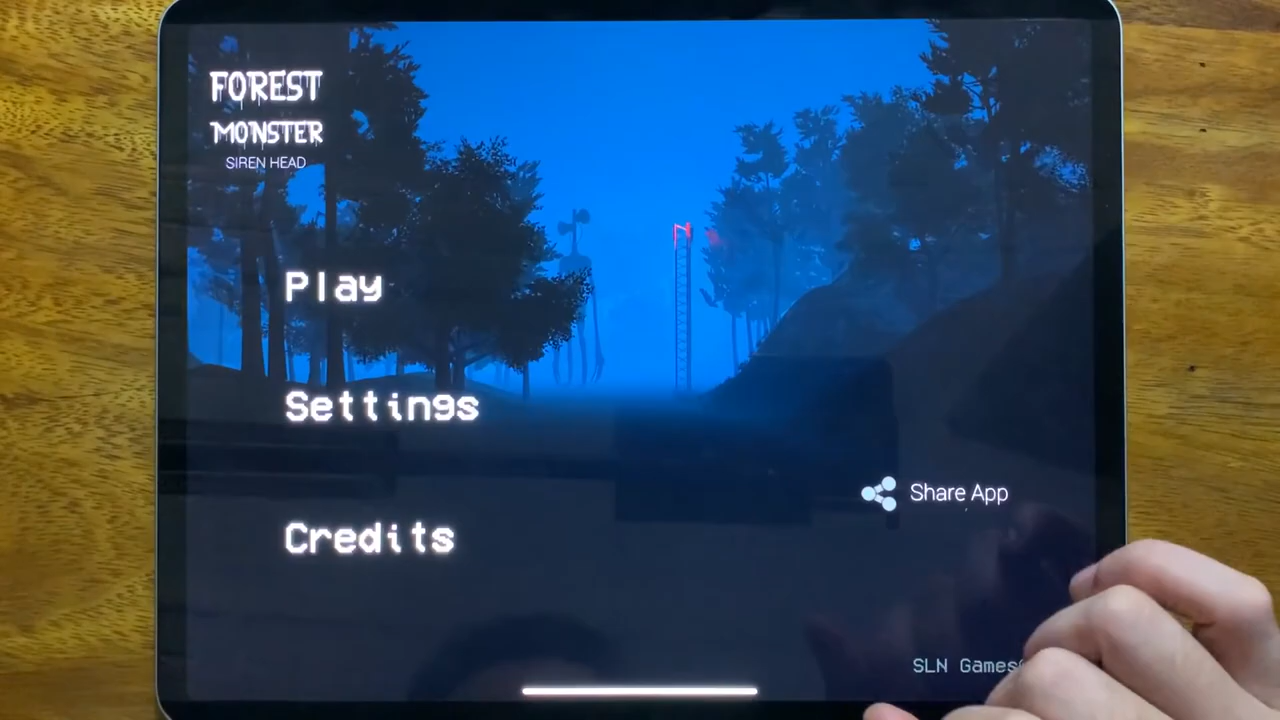 FOREST
MONSTER
SIREN HEAD
Play
Settings
Share App
Credits
SLN Games